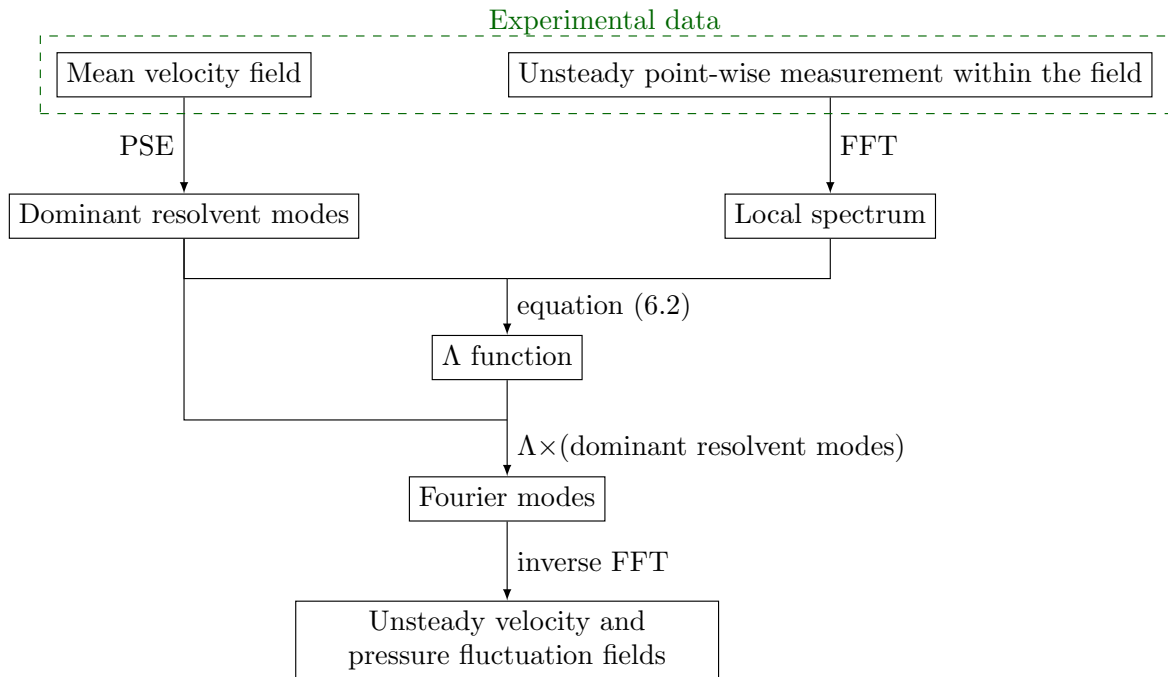 Experimental data
Mean velocity field
Unsteady point-wise measurement within the field
PSE
FFT
Dominant resolvent modes
Local spectrum
equation (6.2)
Λ function
Λ×(dominant resolvent modes)
Fourier modes
inverse FFT
Unsteady velocity and
pressure fluctuation fields